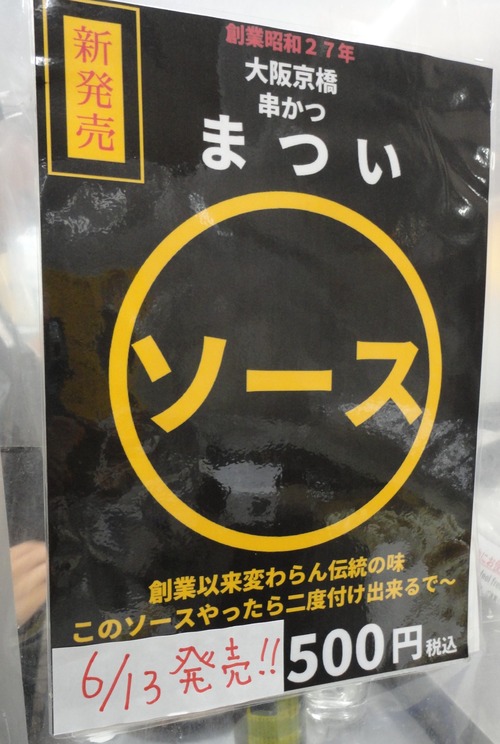 新発売
創業昭和27年
大阪京橋
串かつ
まつい
ソース
創業以来変わらん伝統の味
このソースやったら二度付け出来るで〜
6/13発売!!
500円税込